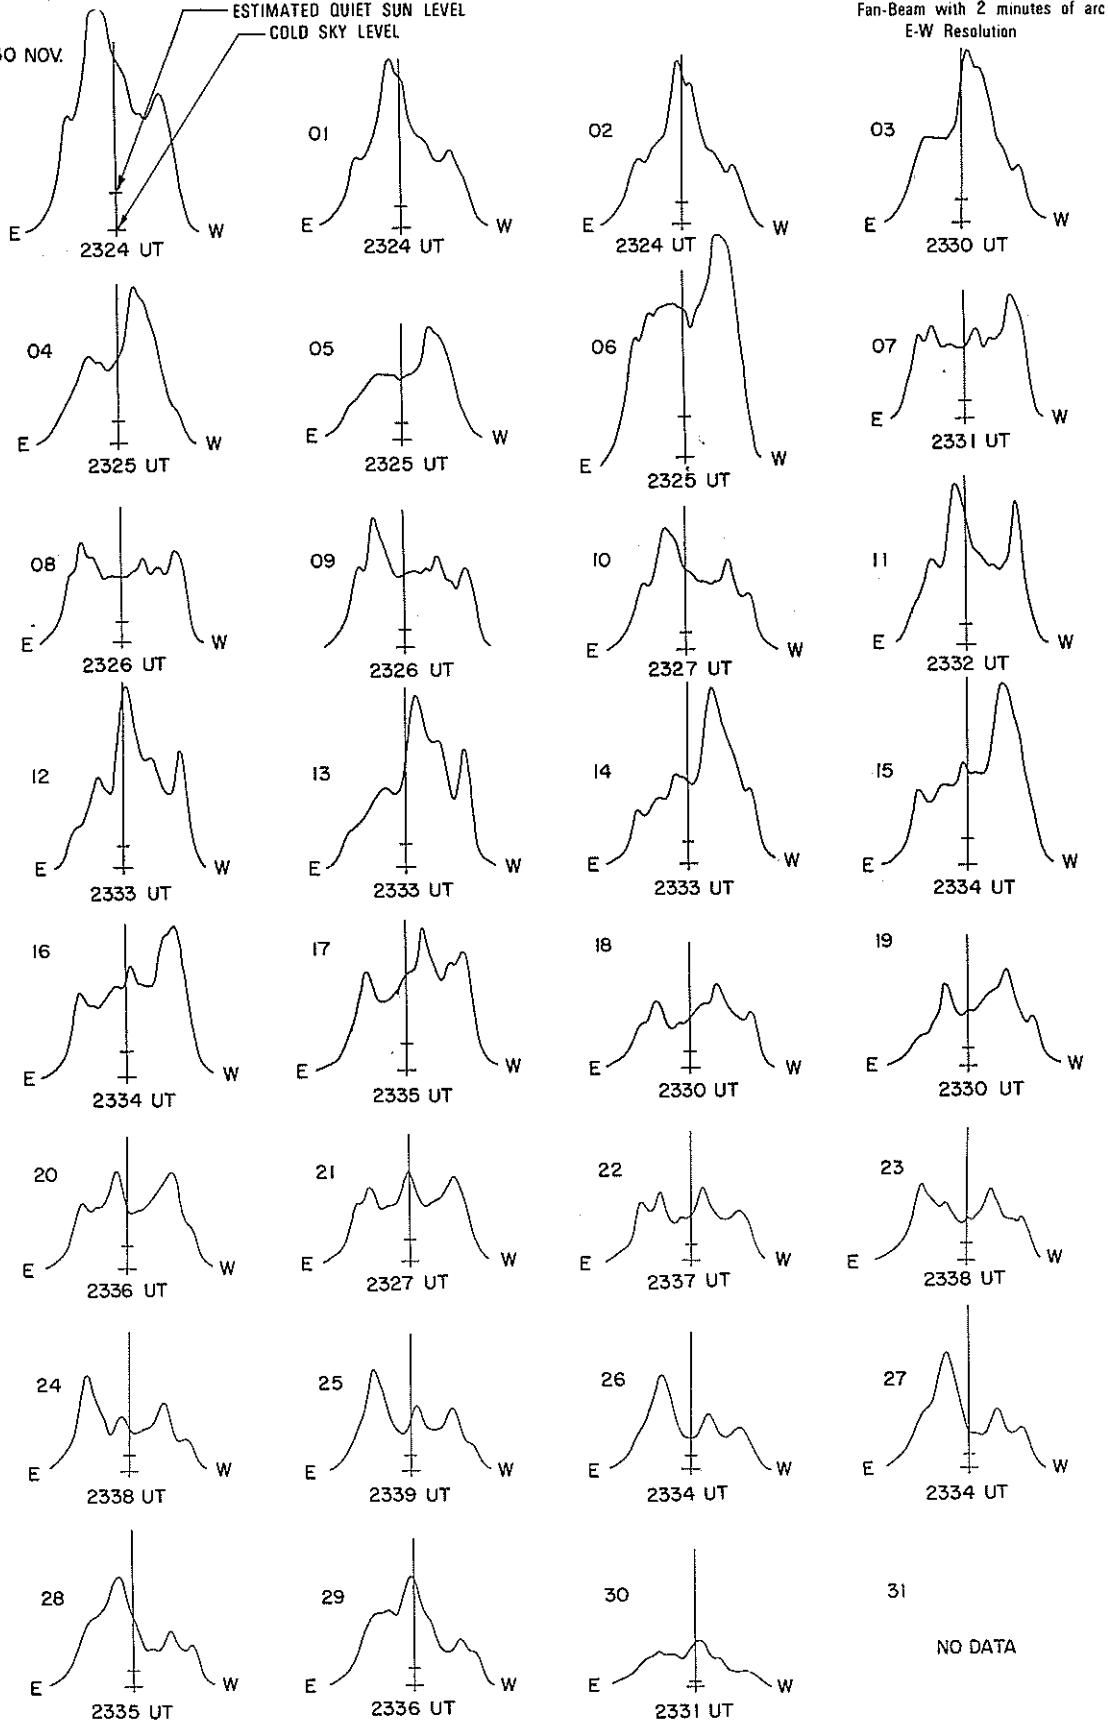 ESTIMATED QUIET SUN LEVEL
COLD SKY LEVEL
Fan-Beam with 2 minutes of arc
E-W Resolution
30 NOV.
E W
2324 UT
01
2324 UT
02
2324 UT
03
E W
2330 UT
04
E W
2325 UT
05
E W
2325 UT
06
E W
2325 UT
07
E W
2331 UT
08
E W
2326 UT
09
2326 UT
10
E W
2327 UT
11
E W
2332 UT
12
E W
2333 UT
13
2333 UT
14
E W
2333 UT
15
E W
2334 UT
16
E W
2334 UT
17
E W
2335 UT
18
E W
2330 UT
19
E W
2330 UT
20
E W
2336 UT
21
E W
2327 UT
22
E W
2337 UT
23
E W
2338 UT
24
E W
2338 UT
25
E W
2339 UT
26
E W
2334 UT
27
E W
2334 UT
28
E W
2335 UT
29
E W
2336 UT
30
E W
2331 UT
31
NO DATA